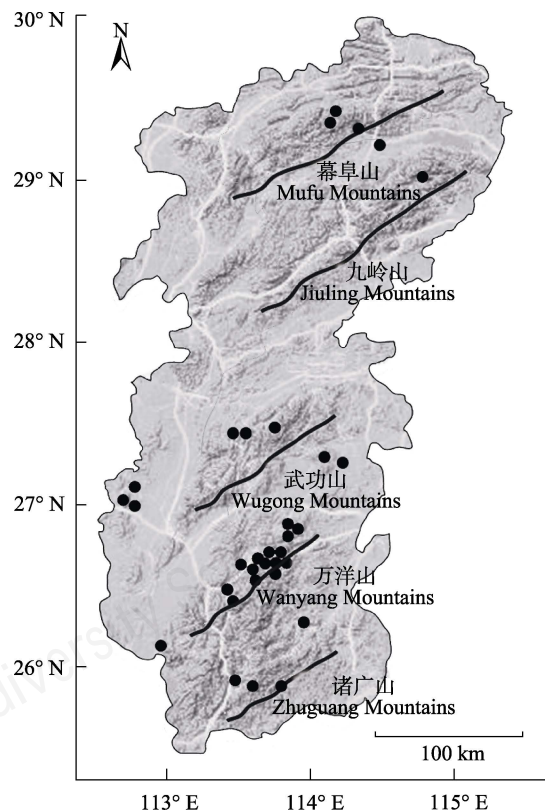 30° N
N
29° N
幕阜山
Mufu Mountains
九岭山
Jiuling Mountains
28° N
武功山
Wugong Mountains
27° N
万洋山
Wanyang Mountains
26° N
诸广山
Zhuguang Mountains
100 km
113° E
114° E
115° E